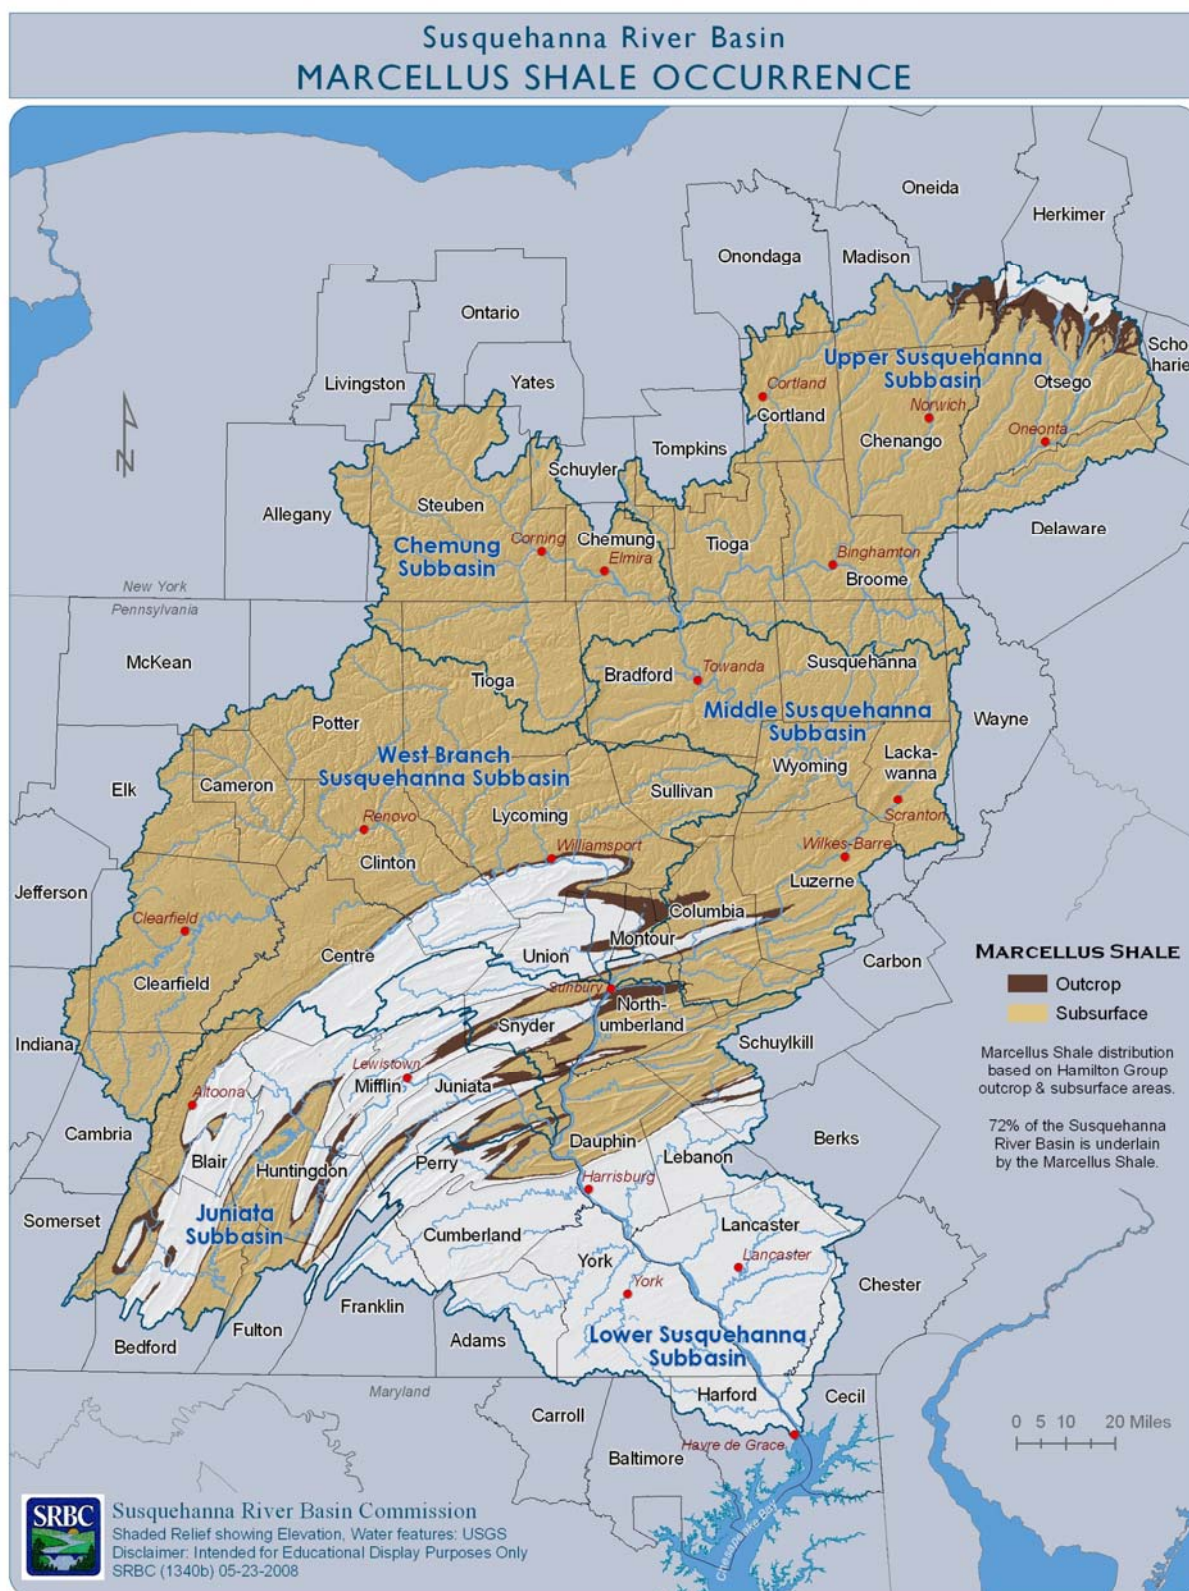 Susquehanna River Basin
MARCELLUS SHALE OCCURRENCE
Oneida
Herkimer
Onondaga
Madison
Ontario
Scho
harie
Livingston
Yates
Upper Susquehanna
Subbasin
Otsego
Cortland
Cortland
Norwich
Oneonta
Chenango
Tompkins
Schuyler
Steuben
Allegany
Chemung
Subbasin
Corning
Chemung
Elmira
Tioga
Binghamton
Broome
Delaware
New York
Pennsylvania
McKean
Tioga
Bradford
Towanda
Susquehanna
Middle Susquehanna
Subbasin
Wayne
Potter
West Branch
Susquehanna Subbasin
Wyoming
Lacka-
wanna
Elk
Cameron
Sullivan
Renovo
Lycoming
Scranton
Williamsport
Wilkes-Barre
Clinton
Luzerne
Jefferson
Clearfield
Columbia
Montour
Centre
Union
Carbon
Clearfield
Sunbury
North-
umberland
Snyder
Indiana
Schuylkill
Lewistown
Mifflin
Juniata
Altoona
Cambria
Dauphin
Berks
Blair
Huntingdon
Perry
Lebanon
Harrisburg
Somerset
Juniata
Subbasin
Cumberland
Lancaster
York
Lancaster
York
Chester
Franklin
Fulton
Bedford
Adams
Lower Susquehanna
Subbasin
Maryland
Harford
Cecil
Carroll
Baltimore
Havre de Grace
Chesapeake Bay
N
MARCELLUS SHALE
Outcrop
Subsurface
Marcellus Shale distribution
based on Hamilton Group
outcrop & subsurface areas.
72% of the Susquehanna
River Basin is underlain
by the Marcellus Shale.
0 5 10 20 Miles
SRBC
Susquehanna River Basin Commission
Shaded Relief showing Elevation, Water features: USGS
Disclaimer: Intended for Educational Display Purposes Only
SRBC (1340b) 05-23-2008